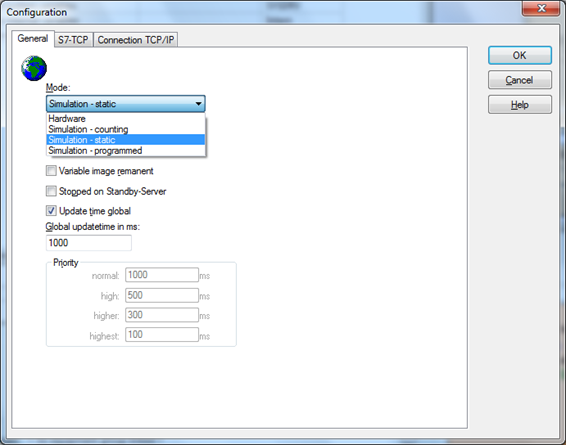 Configuration
General
S7-TCP
Connection TCP/IP
OK
Cancel
Help
Mode:
Simulation - static
Hardware
Simulation - counting
Simulation - static
Simulation - programmed
Variable image remanent
Stopped on Standby-Server
Update time global
Global updatetime in ms:
1000
Priority
normal: 1000 ms
high: 500 ms
higher: 300 ms
highest: 100 ms